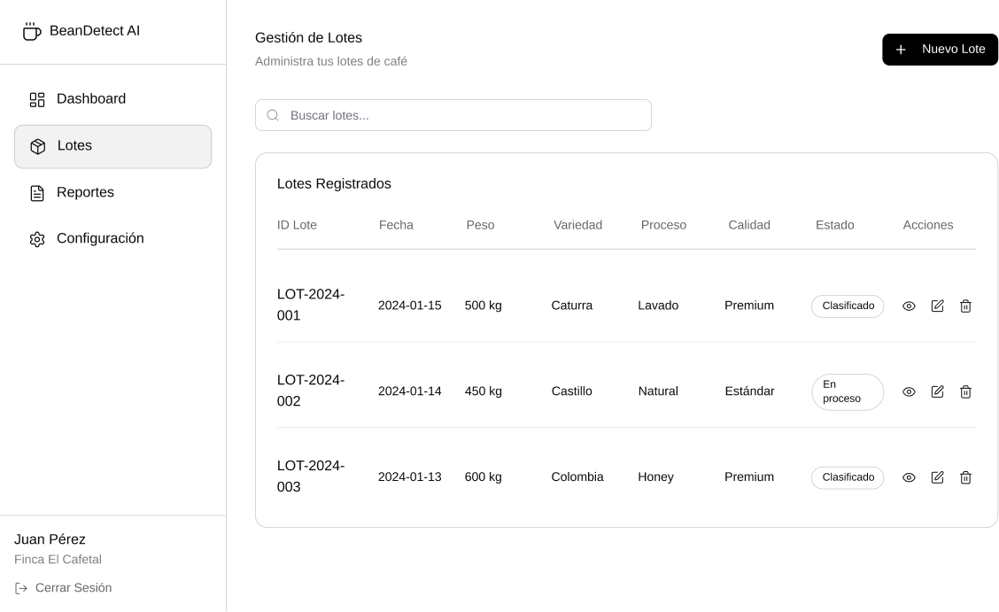 BeanDetect AI
Dashboard
Lotes
Reportes
Configuración
Juan Pérez
Finca El Cafetal
Cerrar Sesión
Gestión de Lotes
Administra tus lotes de café
Nuevo Lote
Buscar lotes...
Lotes Registrados
ID Lote Fecha Peso Variedad Proceso Calidad Estado Acciones
LOT-2024-
001
2024-01-15 500 kg Caturra Lavado Premium Clasificado
LOT-2024-
002
2024-01-14 450 kg Castillo Natural Estándar En
proceso
LOT-2024-
003
2024-01-13 600 kg Colombia Honey Premium Clasificado